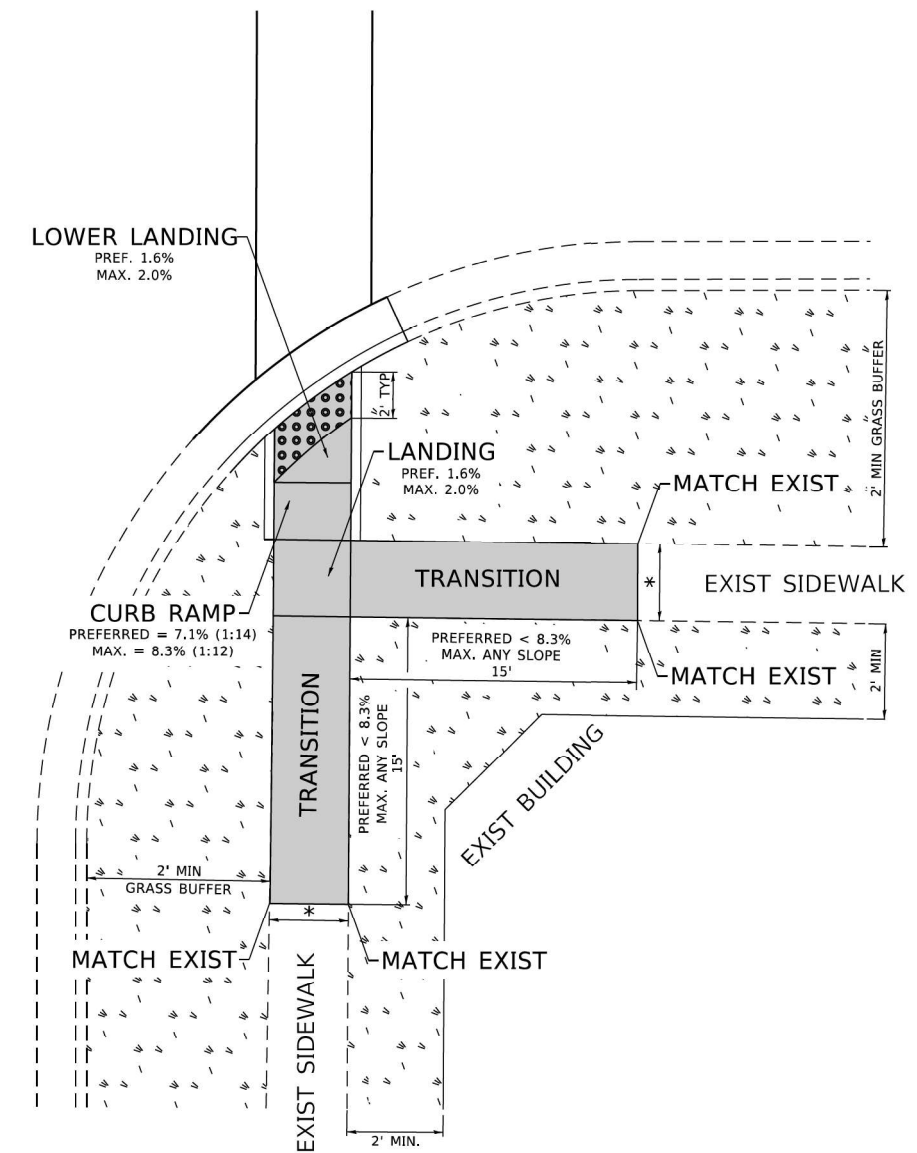 LOWER LANDING
PREF. 1.6%
MAX. 2.0%
2' TYP
2' MIN GRASS BUFFER
LANDING
PREF. 1.6%
MAX. 2.0%
MATCH EXIST
TRANSITION
*
EXIST SIDEWALK
CURB RAMP
PREFERRED = 7.1% (1:14)
MAX. = 8.3% (1:12)
PREFERRED < 8.3%
MAX. ANY SLOPE
15'
MATCH EXIST
2' MIN
TRANSITION
PREFERRED < 8.3%
MAX. ANY SLOPE
15'
EXIST BUILDING
2' MIN
GRASS BUFFER
*
MATCH EXIST
MATCH EXIST
EXIST SIDEWALK
2' MIN.